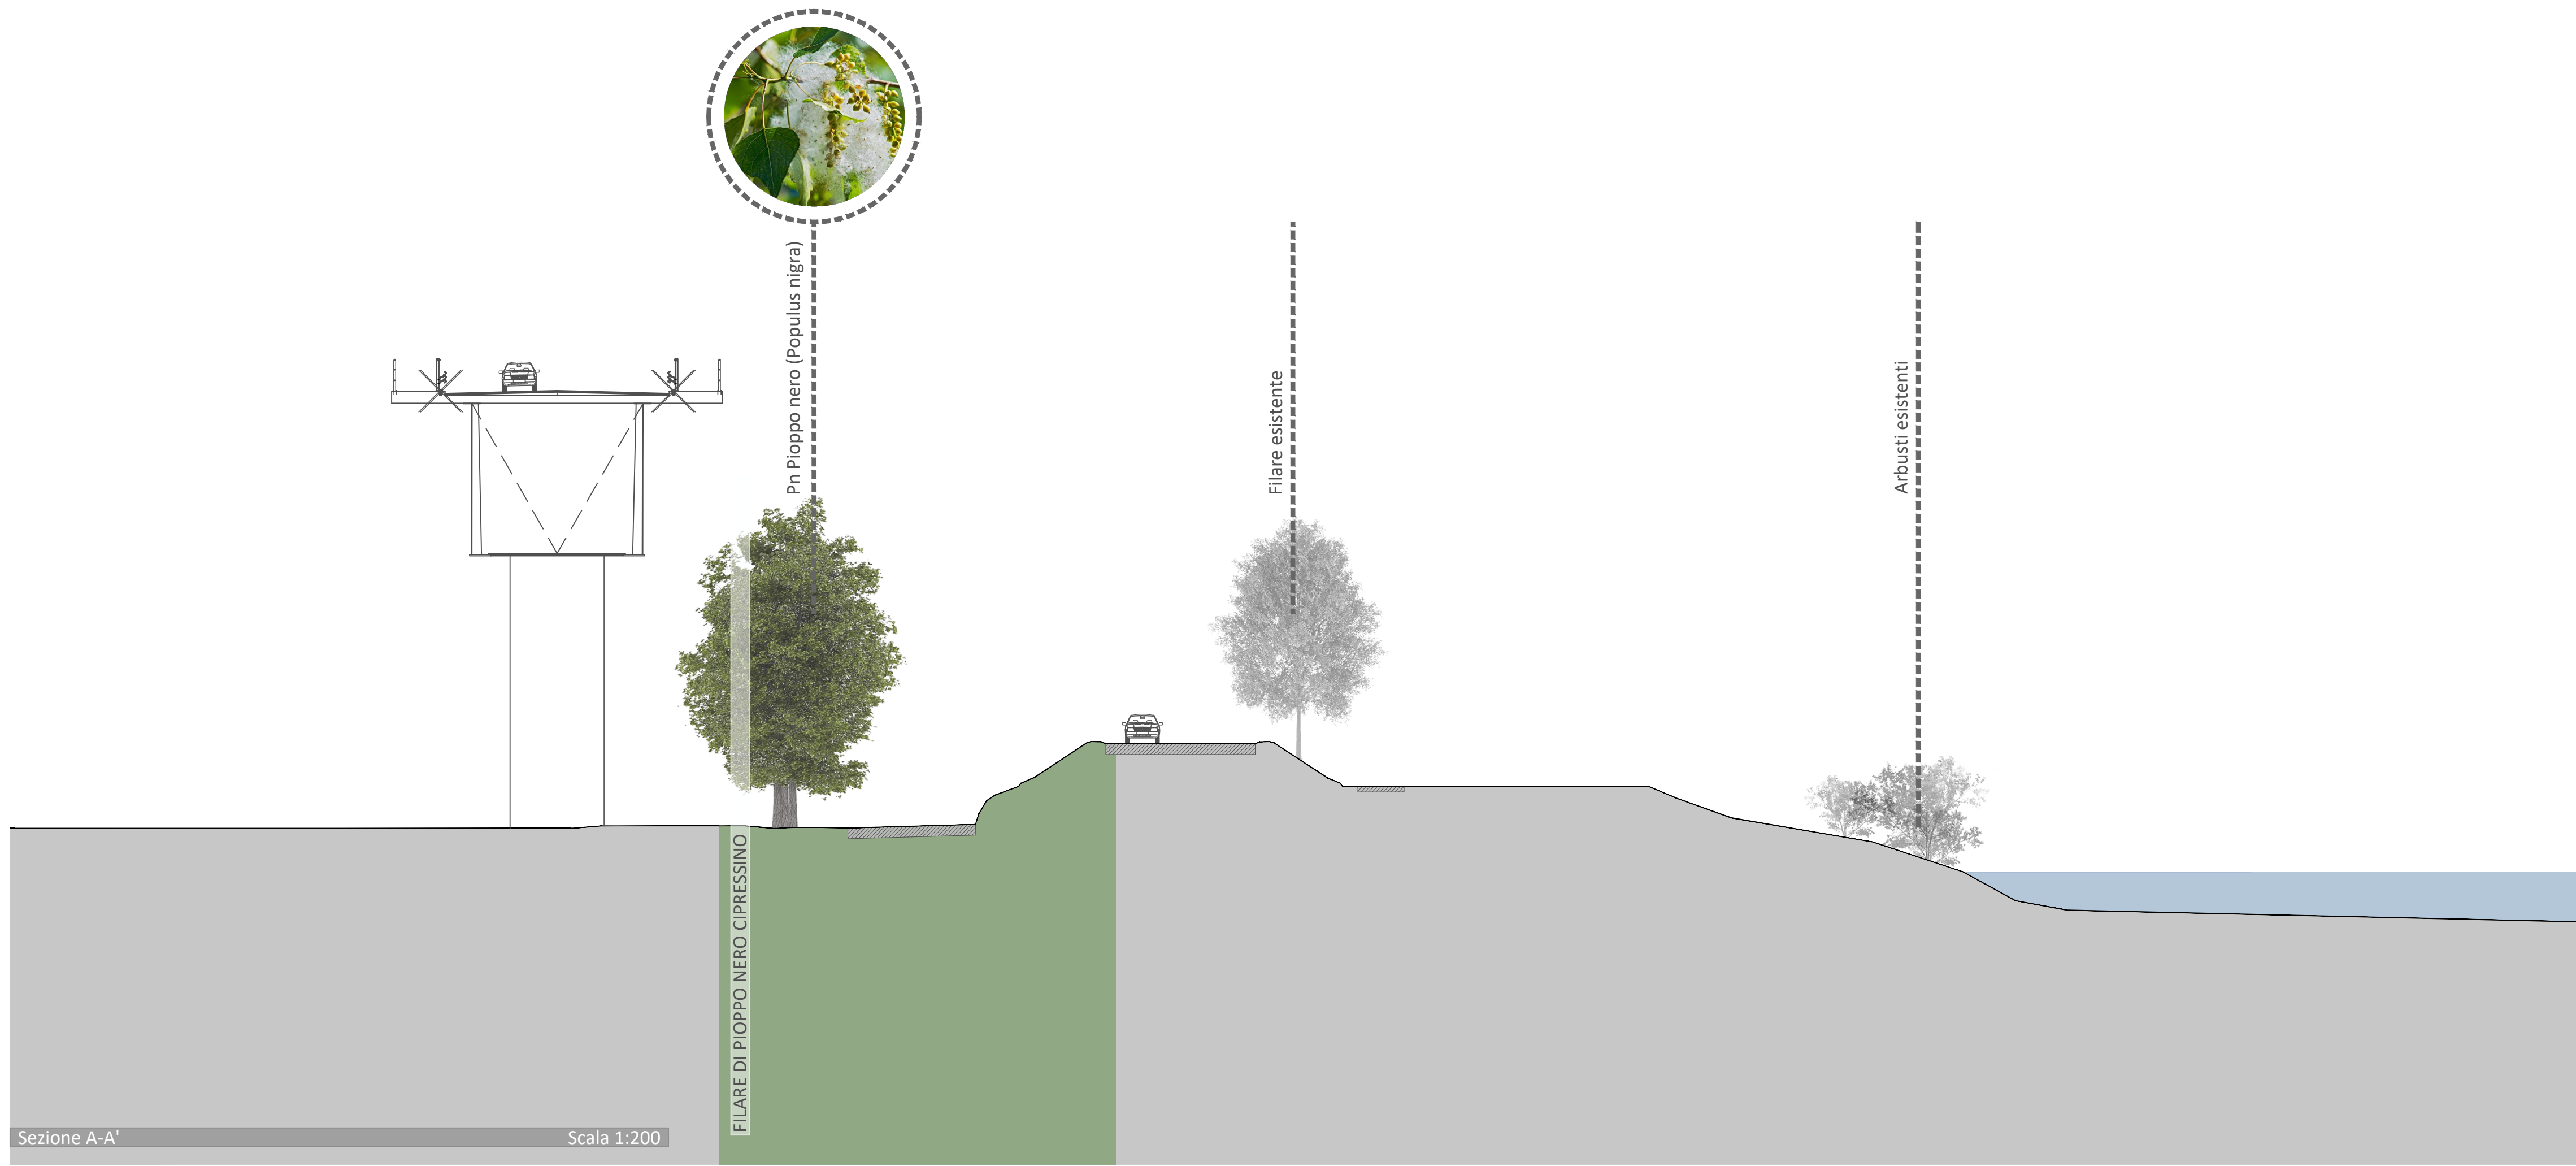 Pn Pioppo nero (Populus nigra)
Filare esistente
Arbusti esistenti
FILARE DI PIOPPO NERO CIPRESSINO
Sezione A-A'
Scala 1:200